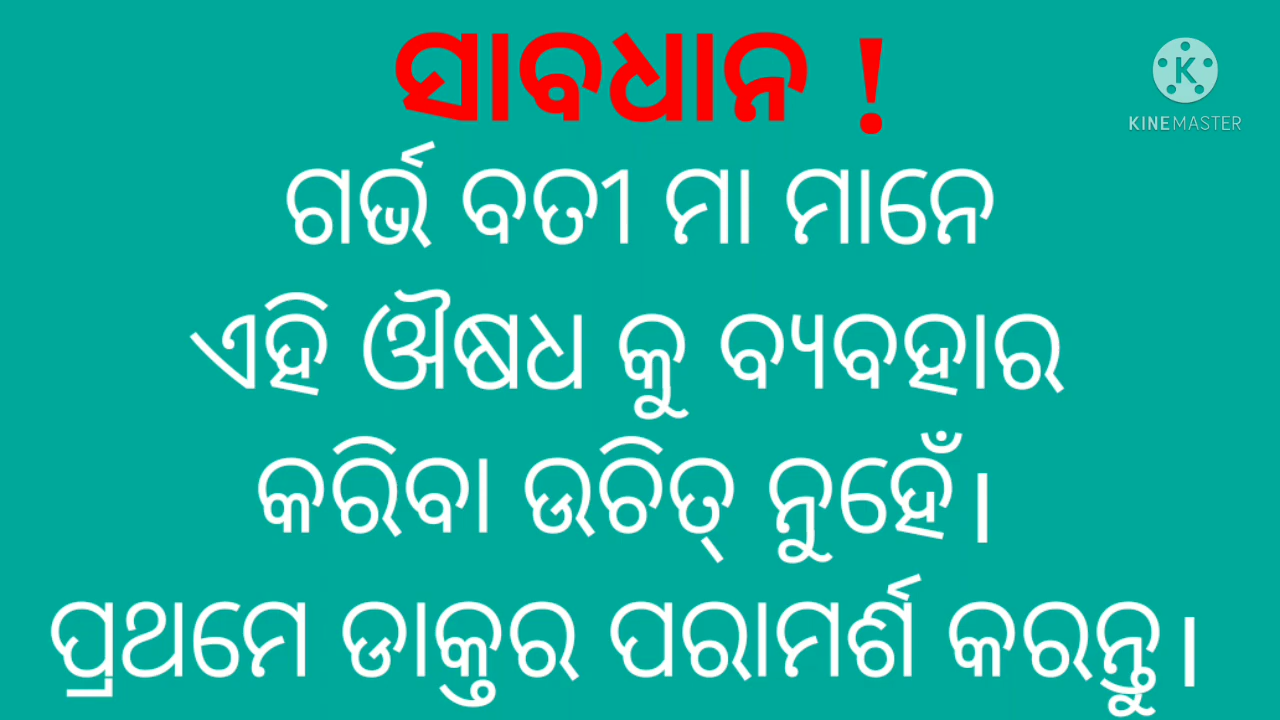 ସାବଧାନ !
KINEMASTER
ଗର୍ଭ ବତୀ ମା ମାନେ
ଏହି ଔଷଧ କୁ ବ୍ୟବହାର
କରିବା ଉଚିତ୍ ନୁହେଁ।
ପ୍ରଥମେ ଡାକ୍ତର ପରାମର୍ଶ କରନ୍ତୁ।